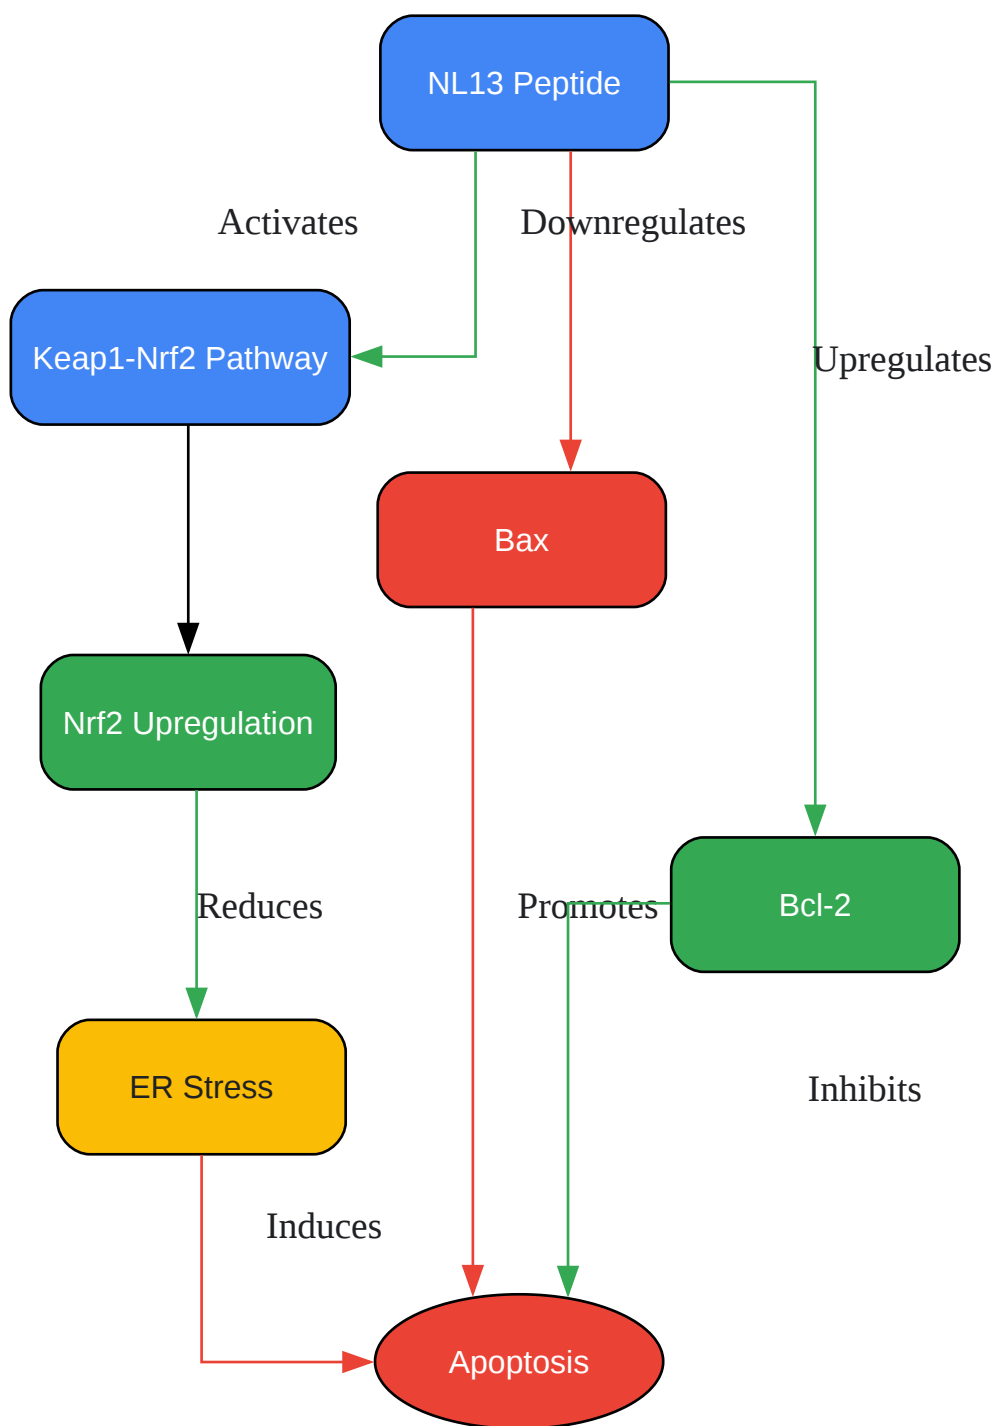 NL13 Peptide
Activates
Downregulates
Keap1-Nrf2 Pathway
Upregulates
Bax
Nrf2 Upregulation
Reduces
Promotes
Bcl-2
ER Stress
Inhibits
Induces
Apoptosis